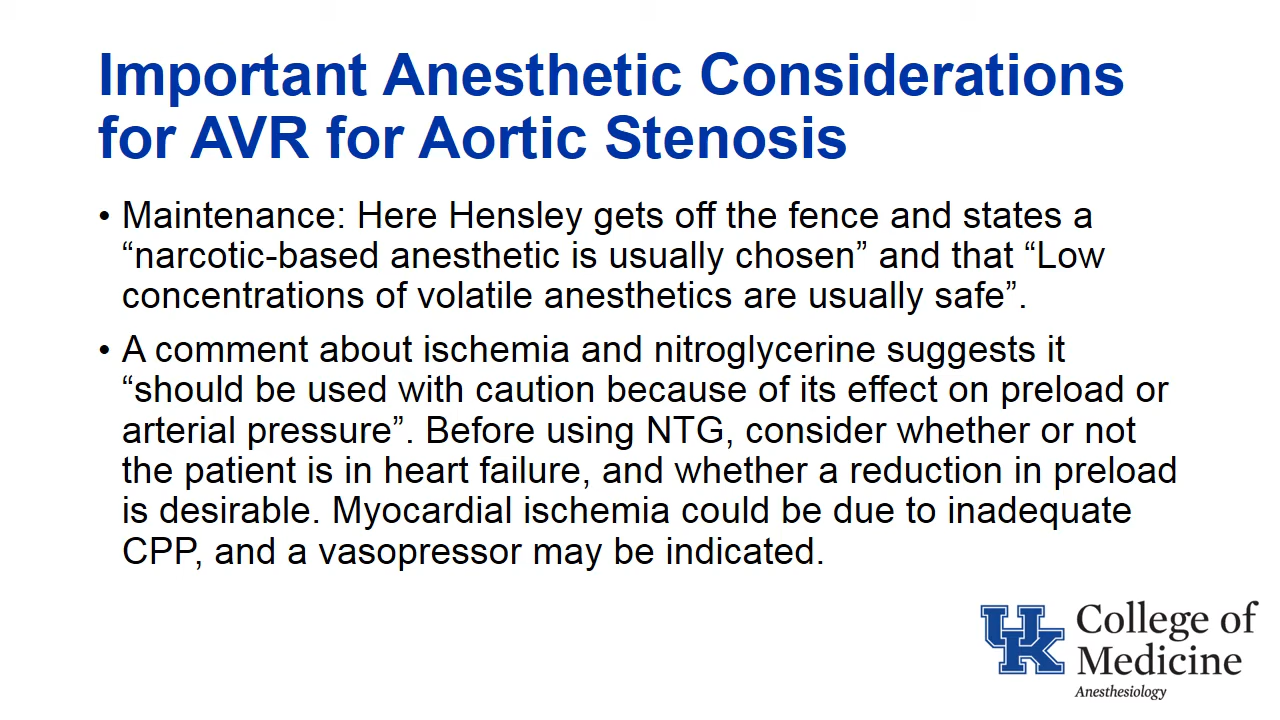 Important Anesthetic Considerations
for AVR for Aortic Stenosis
• Maintenance: Here Hensley gets off the fence and states a
“narcotic-based anesthetic is usually chosen” and that “Low
concentrations of volatile anesthetics are usually safe”.
• A comment about ischemia and nitroglycerine suggests it
“should be used with caution because of its effect on preload or
arterial pressure”. Before using NTG, consider whether or not
the patient is in heart failure, and whether a reduction in preload
is desirable. Myocardial ischemia could be due to inadequate
CPP, and a vasopressor may be indicated.
UK
College of
Medicine
Anesthesiology